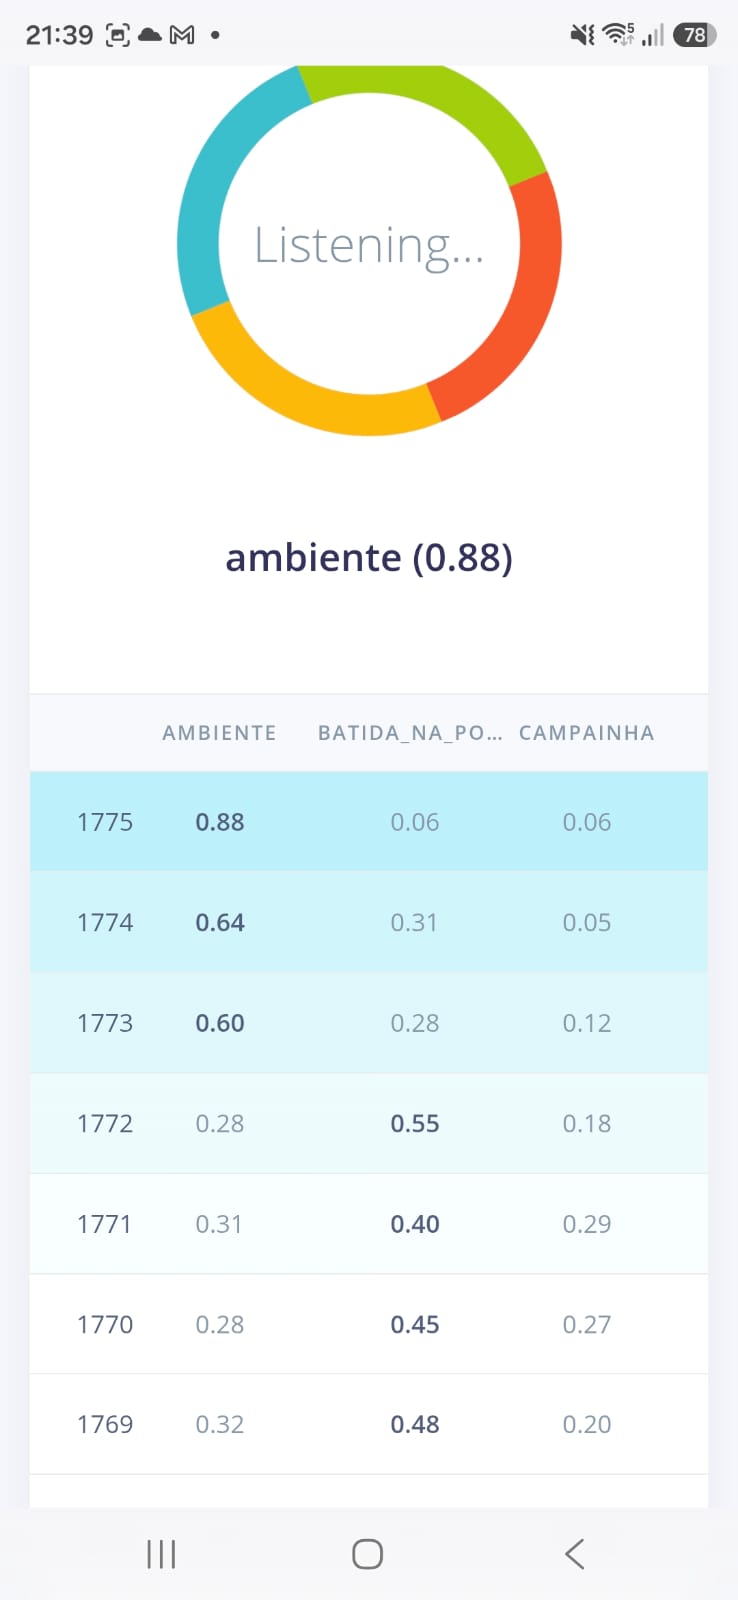 21:39 5 78
Listening...
ambiente (0.88)
AMBIENTE BATIDA_NA_PO... CAMPAINHA
1775 0.88 0.06 0.06
1774 0.64 0.31 0.05
1773 0.60 0.28 0.12
1772 0.28 0.55 0.18
1771 0.31 0.40 0.29
1770 0.28 0.45 0.27
1769 0.32 0.48 0.20